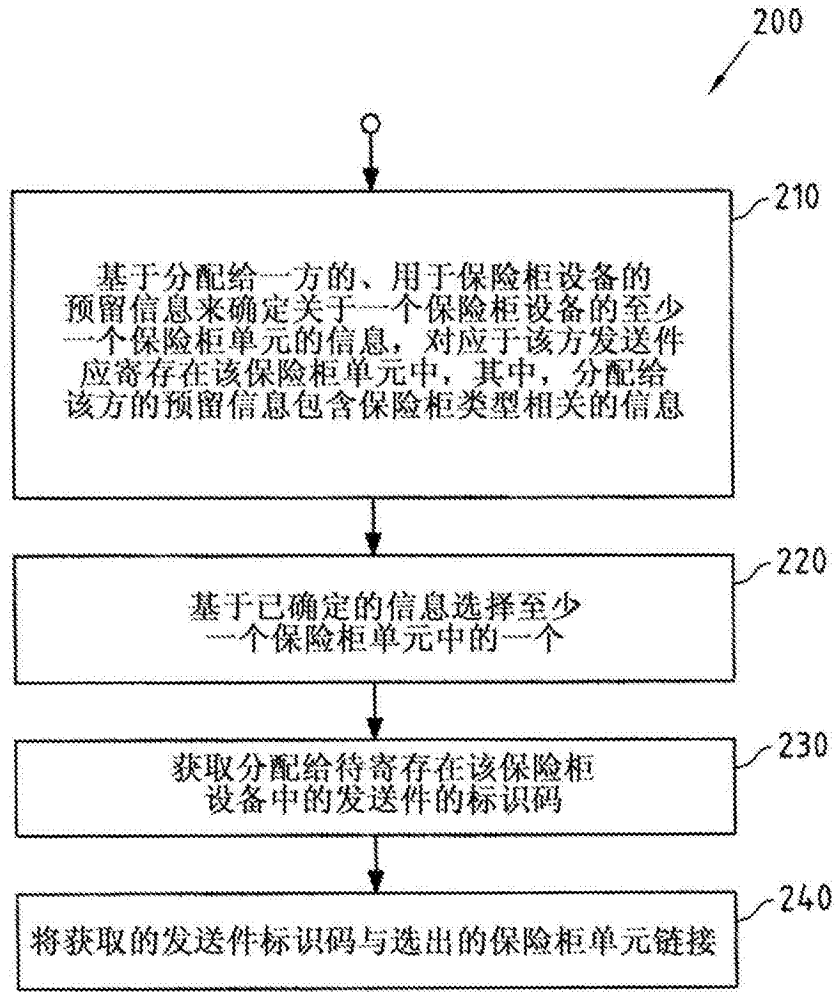 200
210
基于分配给一方的、用于保险柜设备的
预留信息来确定关于一个保险柜设备的至少
一个保险柜单元的信息，对应于该方发送件
应寄存在该保险柜单元中，其中，分配给
该方的预留信息包含保险柜类型相关的信息
220
基于已确定的信息选择至少
一个保险柜单元中的一个
230
获取分配给待寄存在该保险柜
设备中的发送件的标识码
240
将获取的发送件标识码与选出的保险柜单元链接